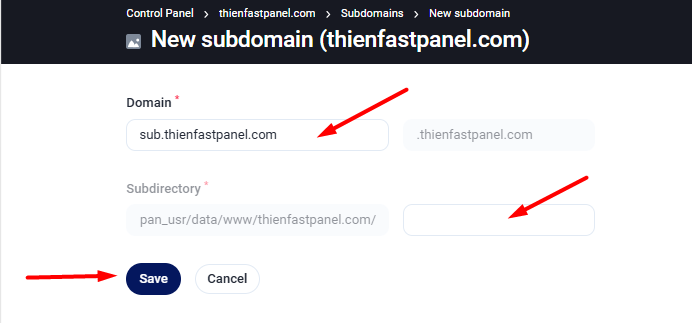 Control Panel > thienfastpanel.com > Subdomains > New subdomain
New subdomain (thienfastpanel.com)
Domain *
sub.thienfastpanel.com .thienfastpanel.com
Subdirectory *
pan_usr/data/www/thienfastpanel.com/
Save Cancel